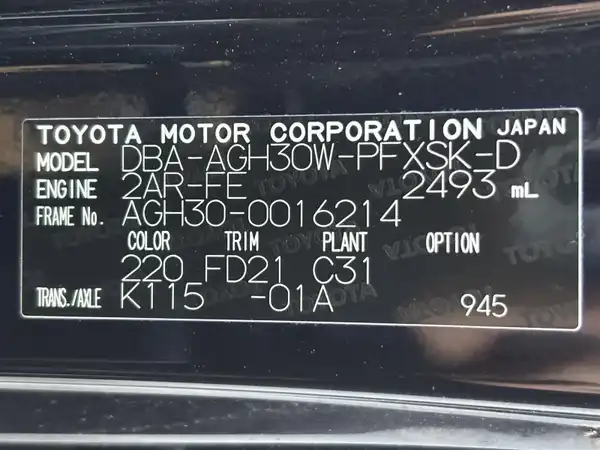 TOYOTA MOTOR CORPORATION JAPAN
MODEL DBA-AGH30W-PFXSK-D
ENGINE 2AR-FE 2493 mL
FRAME No. AGH30-0016214
COLOR TRIM PLANT OPTION
220 FD21 C31
TRANS./AXLE K115 -01A 945